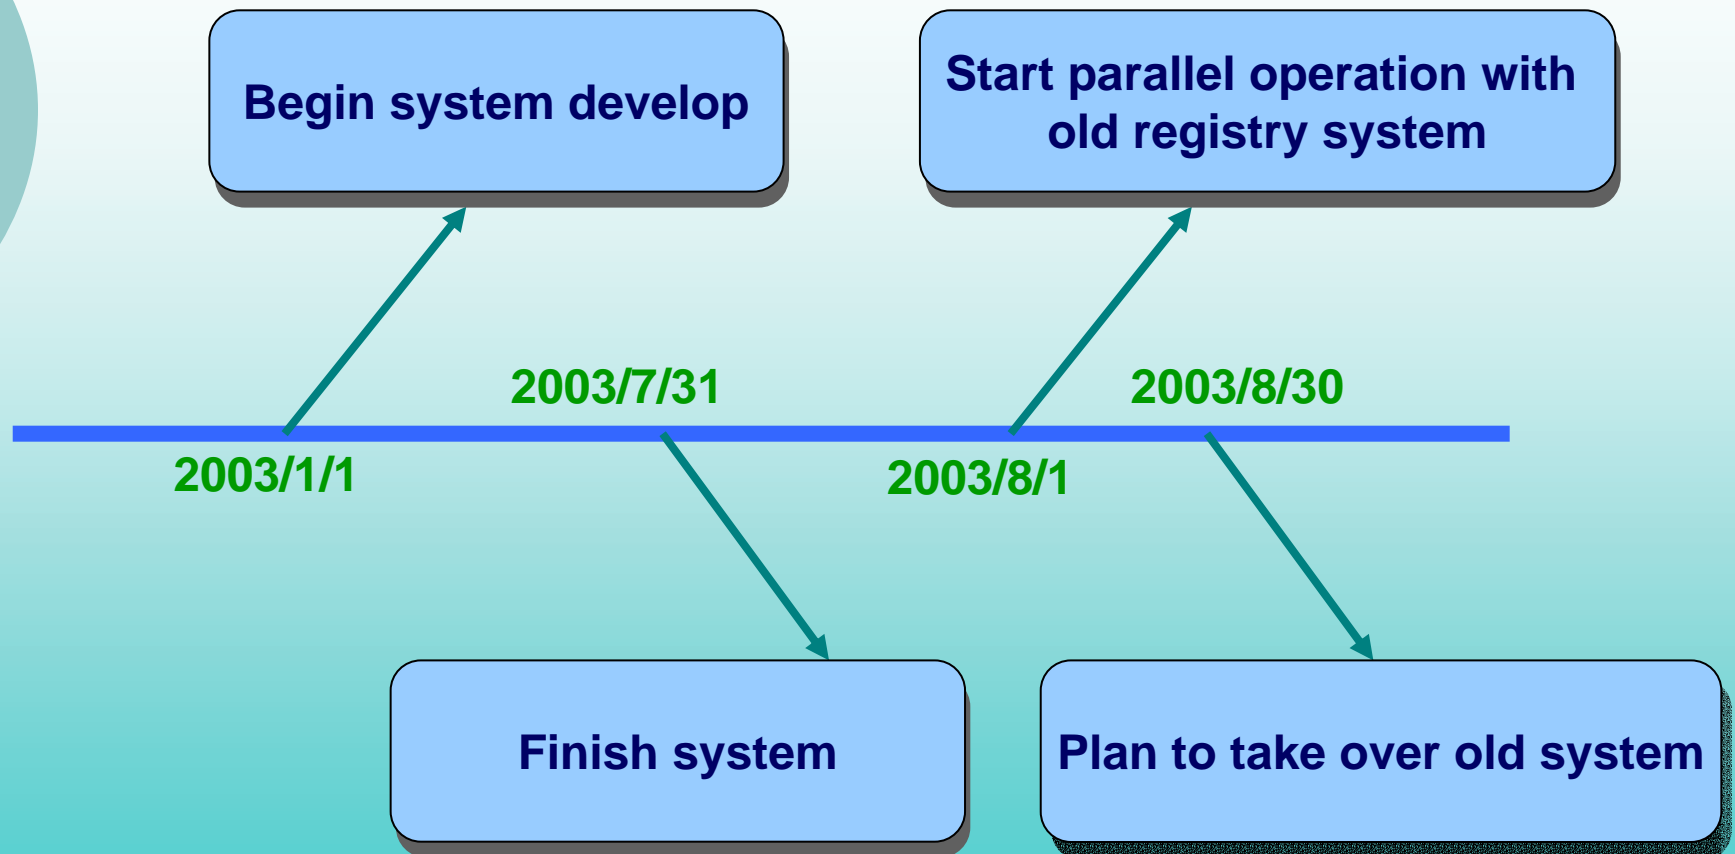 Begin system develop
Start parallel operation with
old registry system
2003/7/31
2003/8/30
2003/1/1
2003/8/1
Finish system
Plan to take over old system